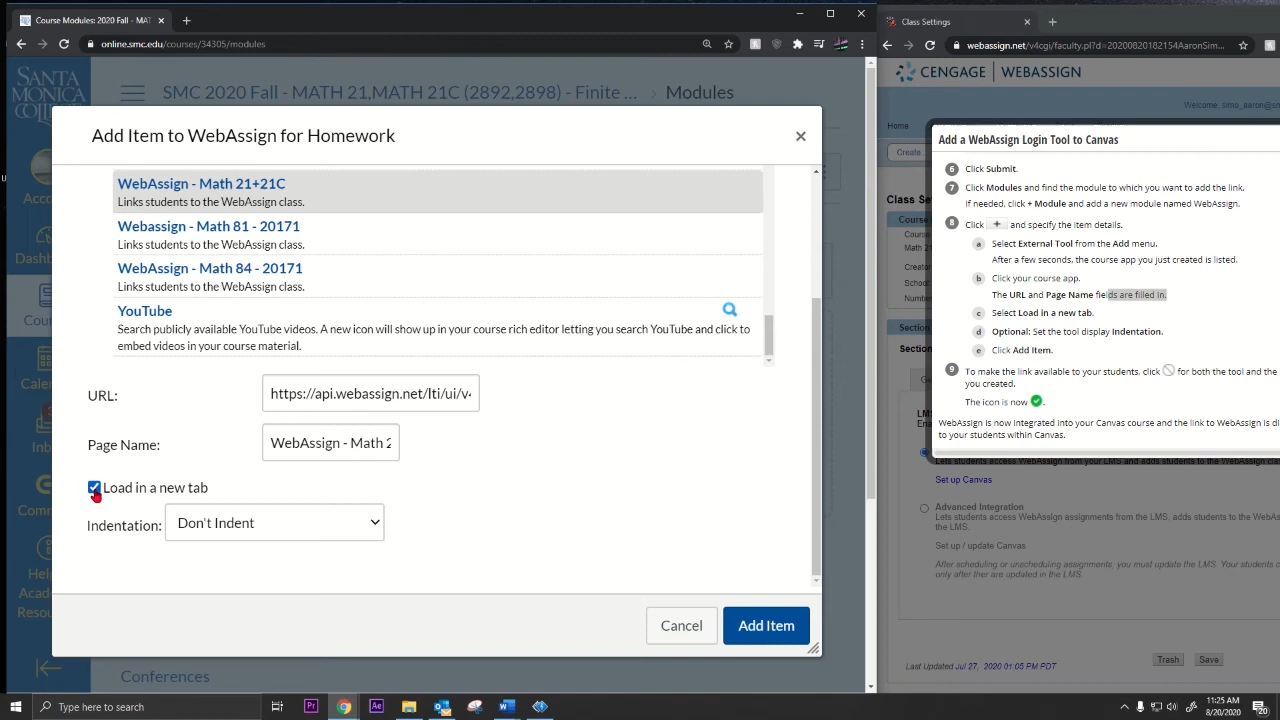 Course Modules: 2020 Fall - MAT
online.smc.edu/courses/34305/modules
SANTA
MONICA
COLLEGE
SMC 2020 Fall - MATH 21,MATH 21C (2892,2898) - Finite ...
Modules
Add Item to WebAssign for Homework
WebAssign - Math 21+21C
Links students to the WebAssign class.
Webassign - Math 81 - 20171
Links students to the WebAssign class.
WebAssign - Math 84 - 20171
Links students to the WebAssign class.
YouTube
Search publicly available YouTube videos. A new icon will show up in your course rich editor letting you search YouTube and click to
embed videos in your course material.
URL:
https://api.webassign.net/lti/ui/v4
Page Name:
WebAssign - Math 2
Load in a new tab
Indentation:
Don't Indent
Cancel
Add Item
Acco
Dashb
Cou
Cale
Inb
Comm
Help
Acad
Resou
Conferences
Class Settings
webassign.net/v4cgi/faculty.pl?d=20200820182154AaronSim...
CENGAGE | WEBASSIGN
Home
Create
Class Set
Course
Course
Math 21
Creator
School:
Number
Section
Section
Add a WebAssign Login Tool to Canvas
6 Click Submit.
7 Click Modules and find the module to which you want to add the link.
If needed, click + Module and add a new module named WebAssign.
8 Click + and specify the item details.
a Select External Tool from the Add menu.
After a few seconds, the course app you just created is listed.
b Click your course app.
The URL and Page Name fields are filled in.
c Select Load in a new tab.
d Optional: Set the tool display Indentation.
e Click Add Item.
9 To make the link available to your students, click for both the tool and the
you created.
The icon is now .
WebAssign is now integrated into your Canvas course and the link to WebAssign is di
to your students within Canvas.
LMS
Ena
Lets students access WebAssign from your LMS and adds students to the WebAssign clas
Set up Canvas
Advanced Integration
Lets students access WebAssign assignments from the LMS, adds students to the WebAs
the LMS.
Set up / update Canvas
After scheduling or unscheduling assignments, you must update the LMS. Your students c
only after they are updated in the LMS.
Last Updated Jul 27, 2020 01:05 PM PDT
Trash
Save
Type here to search
11:25 AM
8/20/2020
20